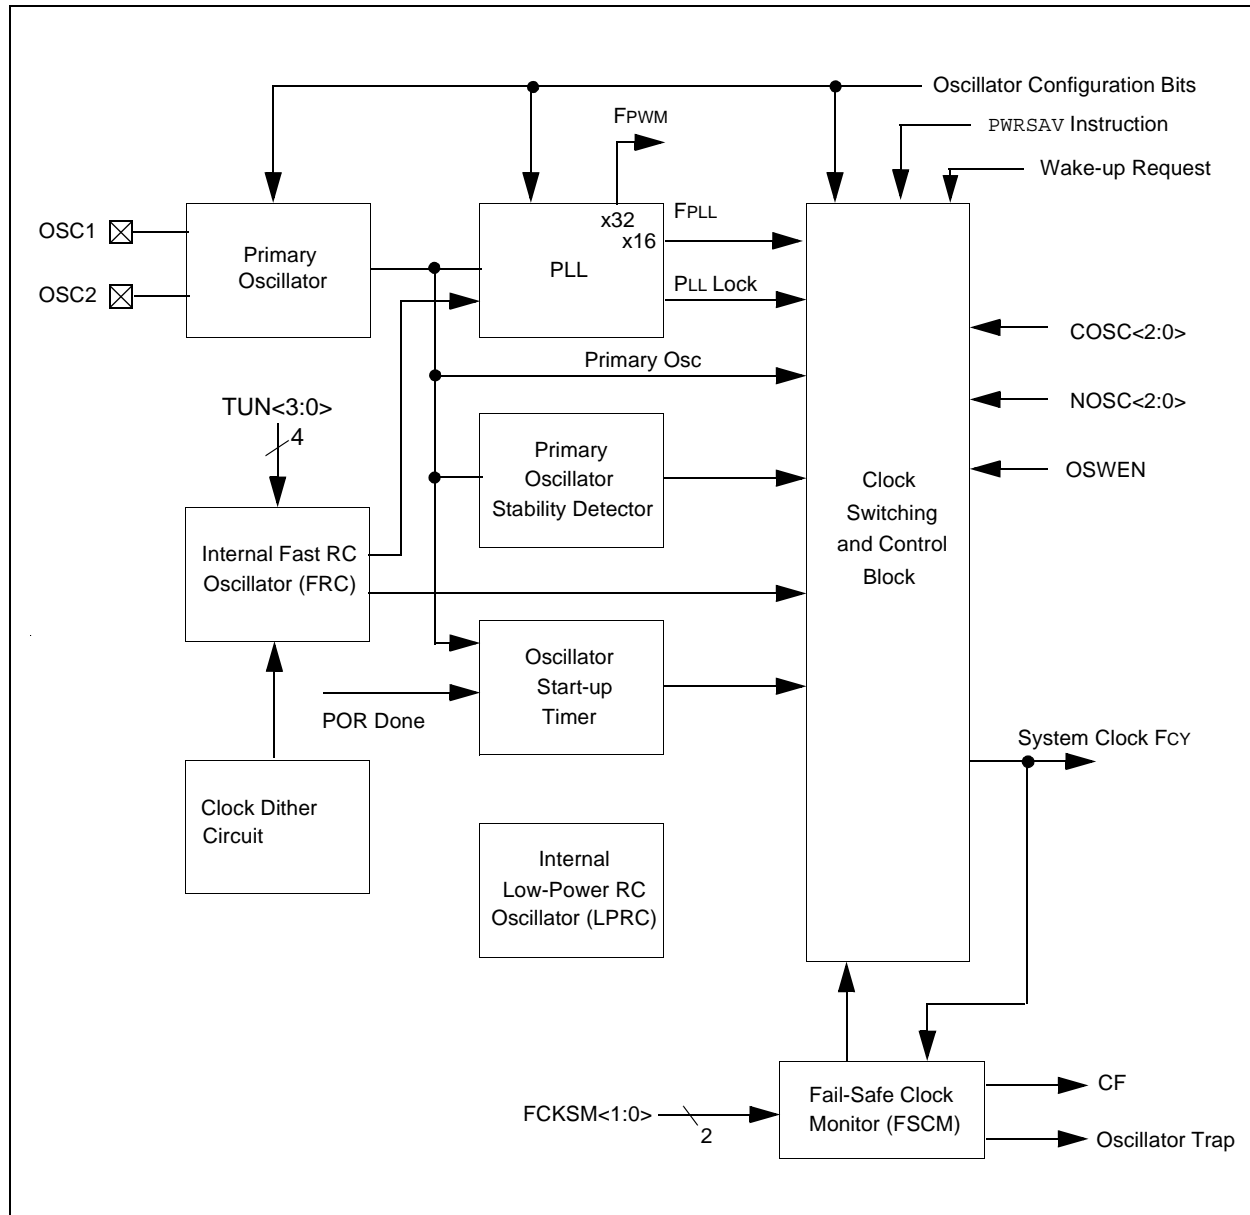 Oscillator Configuration Bits
FPWM
PWRSAV Instruction
Wake-up Request
OSC1
OSC2
Primary
Oscillator
PLL
x32
x16
FPLL
PLL Lock
Primary Osc
COSC<2:0>
NOSC<2:0>
OSWEN
TUN<3:0>
4
Primary
Oscillator
Stability Detector
Clock
Switching
and Control
Block
Internal Fast RC
Oscillator (FRC)
Oscillator
Start-up
Timer
POR Done
System Clock FCY
Clock Dither
Circuit
Internal
Low-Power RC
Oscillator (LPRC)
FCKSM<1:0>
2
Fail-Safe Clock
Monitor (FSCM)
CF
Oscillator Trap